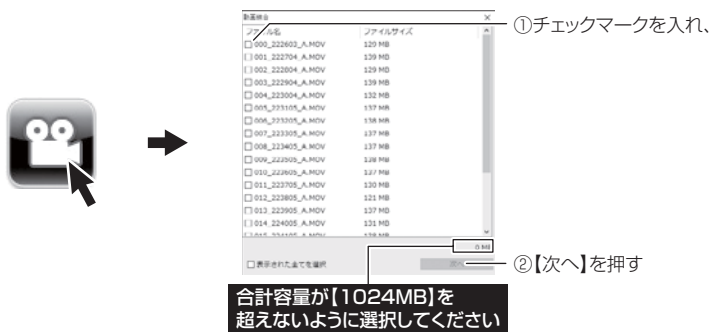 動画結合
ファイル名 ファイルサイズ
000_222603_A.MOV 129 MB
001_222704_A.MOV 139 MB
002_222804_A.MOV 129 MB
003_222904_A.MOV 139 MB
004_223004_A.MOV 132 MB
005_223105_A.MOV 137 MB
006_223205_A.MOV 138 MB
007_223305_A.MOV 137 MB
008_223405_A.MOV 137 MB
009_223505_A.MOV 128 MB
010_223605_A.MOV 127 MB
011_223705_A.MOV 130 MB
012_223805_A.MOV 121 MB
013_223905_A.MOV 137 MB
014_224005_A.MOV 131 MB
015_224105_A.MOV 128 MB
0 MB
表示された全てを選択
①チェックマークを入れ、
②【次へ】を押す
合計容量が【1024MB】を
超えないように選択してください